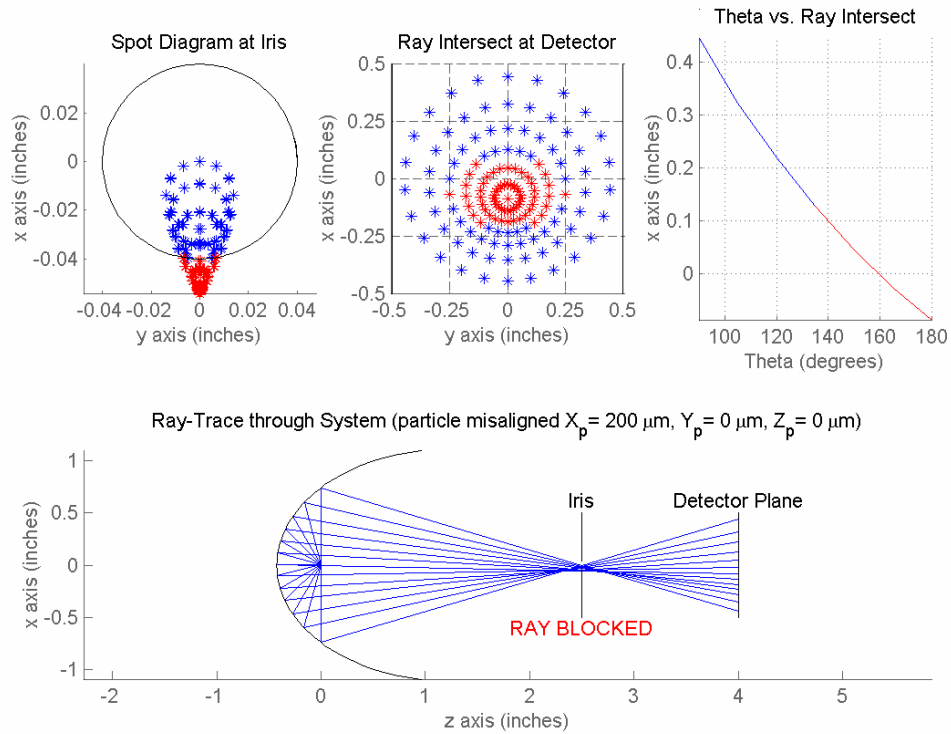 Spot Diagram at Iris
0.02
0
-0.02
-0.04
x axis (inches)
-0.04 -0.02 0 0.02 0.04
y axis (inches)
Ray Intersect at Detector
0.5
0.25
0
-0.25
-0.5
x axis (inches)
-0.5 -0.25 0 0.25 0.5
y axis (inches)
Theta vs. Ray Intersect
0.4
0.3
0.2
0.1
0
x axis (inches)
100 120 140 160 180
Theta (degrees)
Ray-Trace through System (particle misaligned Xp= 200 μm, Yp= 0 μm, Zp= 0 μm)
1
0.5
0
-0.5
-1
x axis (inches)
Iris
Detector Plane
RAY BLOCKED
-2 -1 0 1 2 3 4 5
z axis (inches)